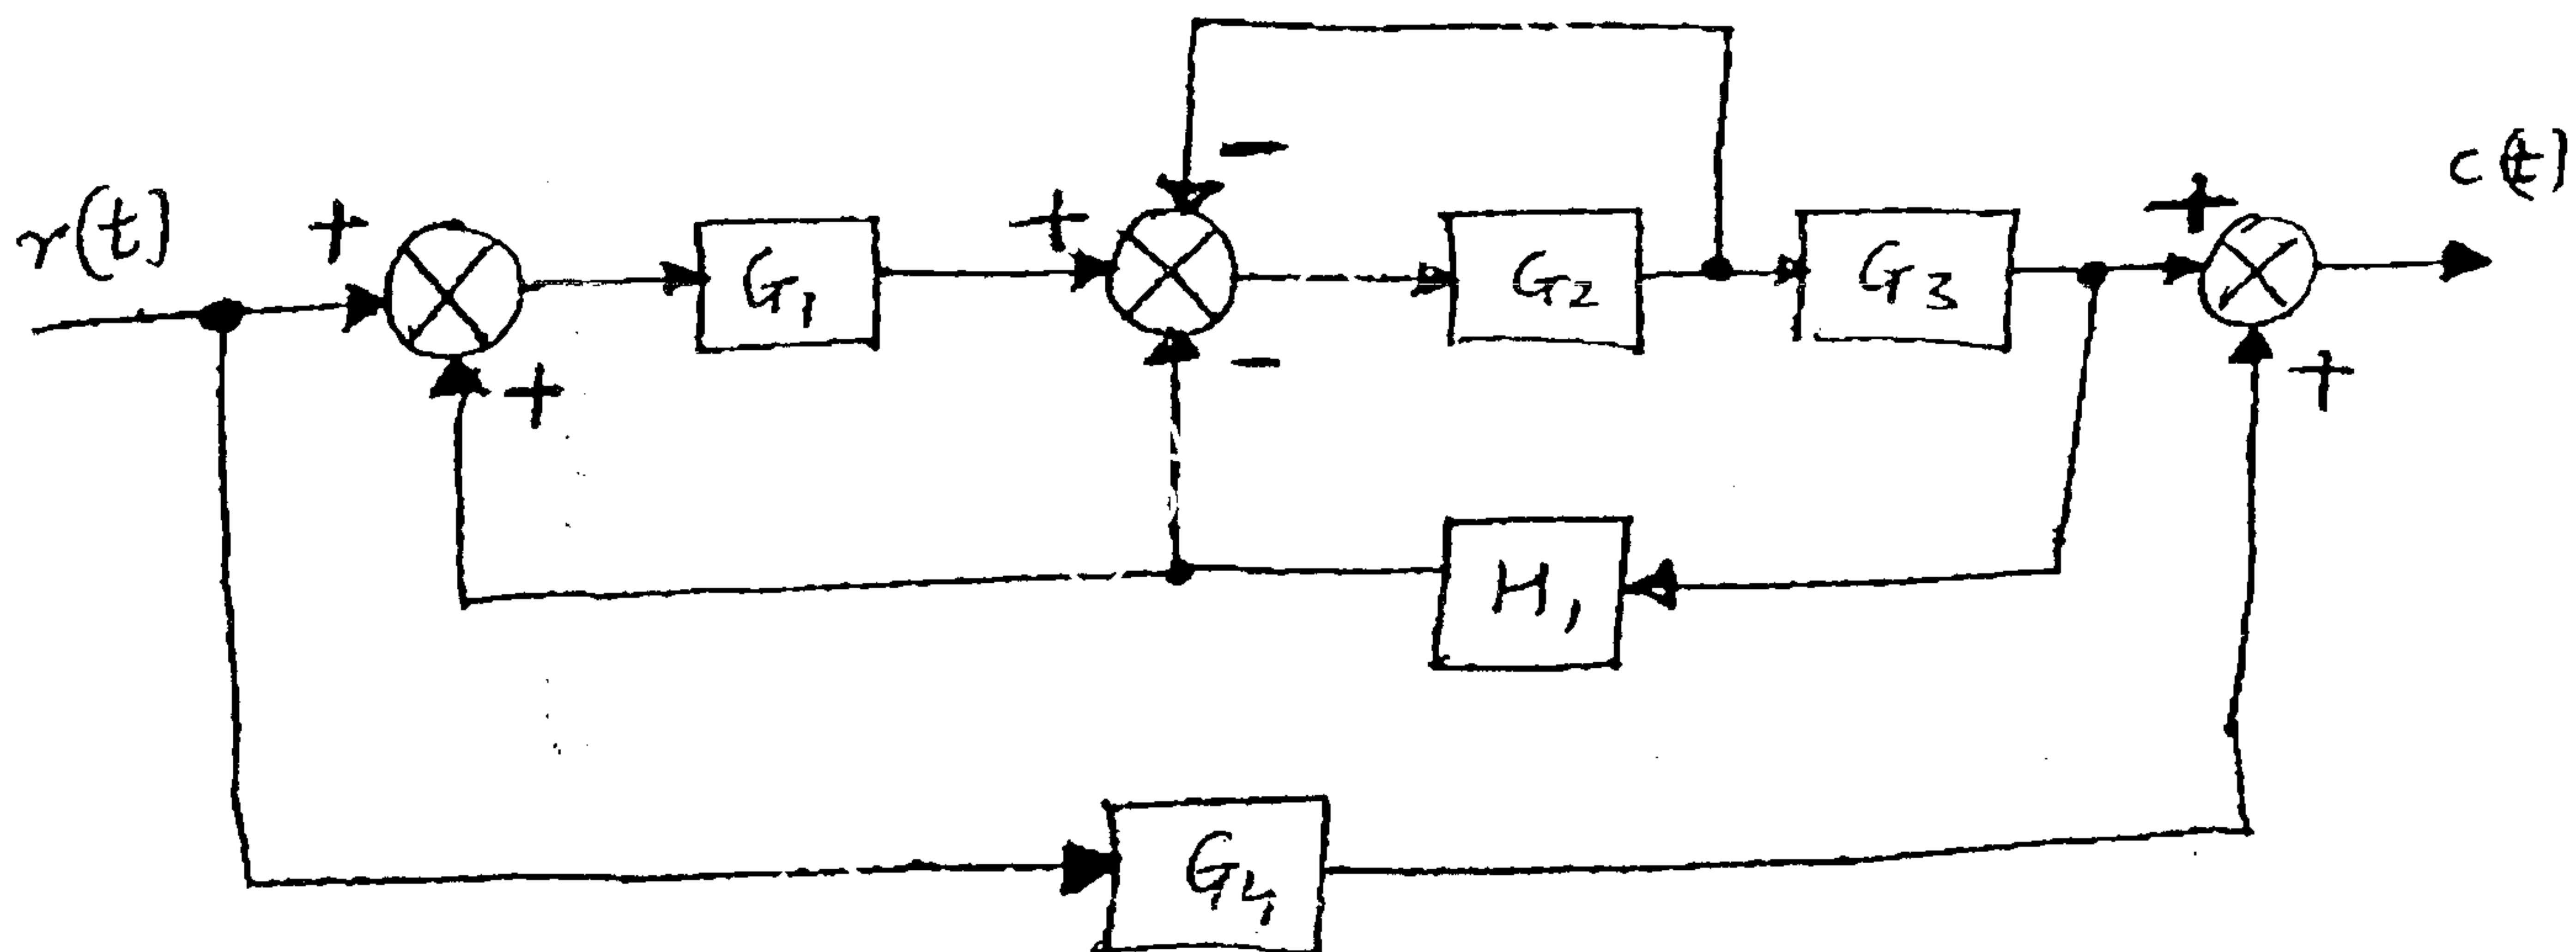 r(t)
+
+
G1
+
-
-
G2
G3
+
+
c(t)
H1
G4